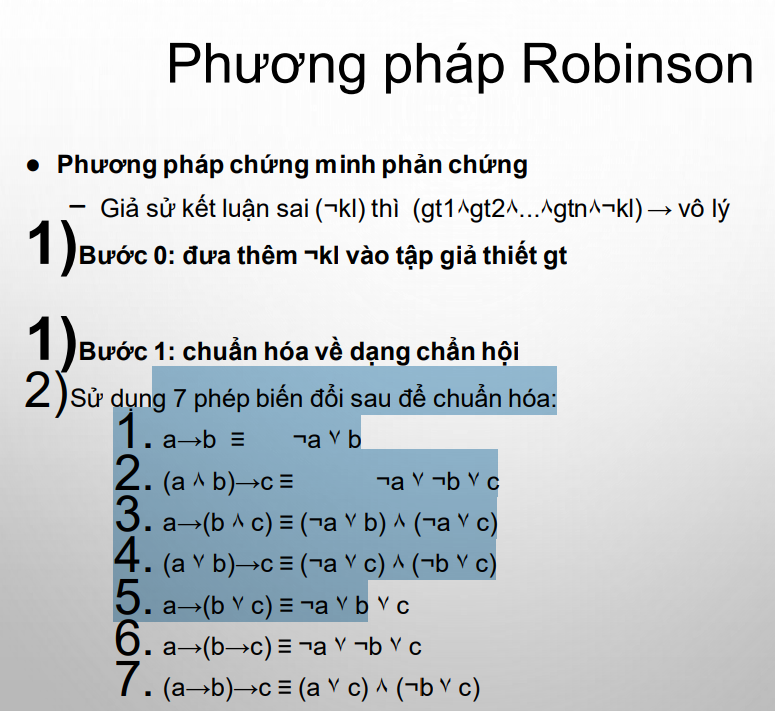 Phương pháp Robinson
● Phương pháp chứng minh phản chứng
– Giả sử kết luận sai (¬kl) thì (gt1^gt2^...^gtn^¬kl) → vô lý
1) Bước 0: đưa thêm ¬kl vào tập giả thiết gt
1) Bước 1: chuẩn hóa về dạng chẩn hội
2) Sử dụng 7 phép biến đổi sau để chuẩn hóa:
1. a→b ≡ ¬a ˅ b
2. (a ˄ b)→c ≡ ¬a ˅ ¬b ˅ c
3. a→(b ˄ c) ≡ (¬a ˅ b) ˄ (¬a ˅ c)
4. (a ˅ b)→c ≡ (¬a ˅ c) ˄ (¬b ˅ c)
5. a→(b ˅ c) ≡ ¬a ˅ b ˅ c
6. a→(b→c) ≡ ¬a ˅ ¬b ˅ c
7. (a→b)→c ≡ (a ˅ c) ˄ (¬b ˅ c)